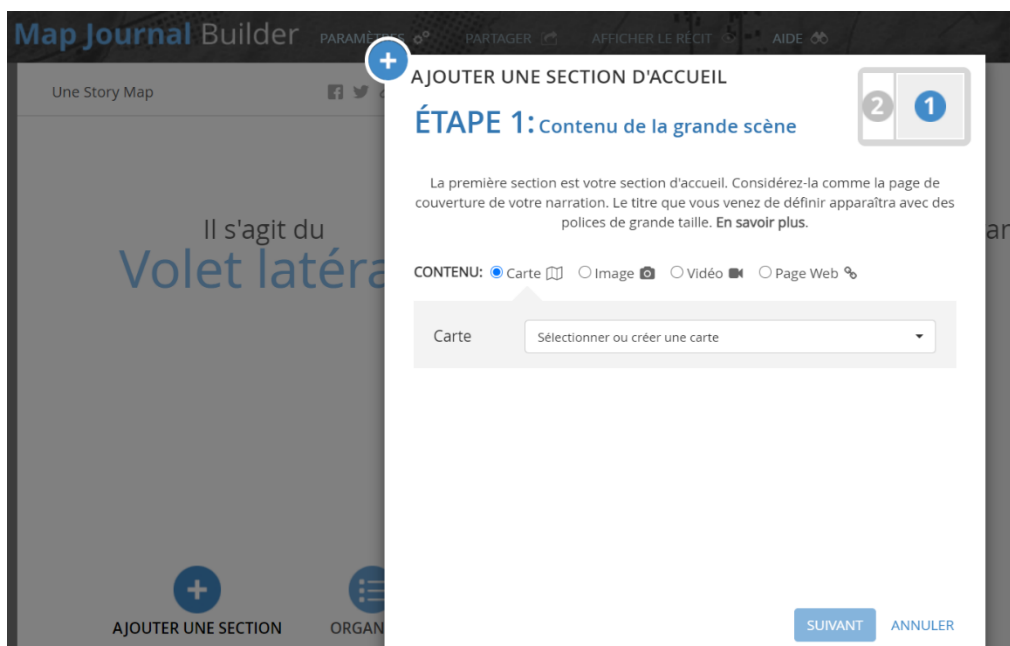 Map Journal Builder PARAMÈTRES PARTAGER AFFICHER LE RÉCIT AIDE
Une Story Map
Il s'agit du
Volet latéra
AJOUTER UNE SECTION
ORGAN
AJOUTER UNE SECTION D'ACCUEIL
ÉTAPE 1: Contenu de la grande scène
2 1
La première section est votre section d'accueil. Considérez-la comme la page de
couverture de votre narration. Le titre que vous venez de définir apparaîtra avec des
polices de grande taille. En savoir plus.
CONTENU: Carte Image Vidéo Page Web
Carte Sélectionner ou créer une carte
SUIVANT ANNULER
ar